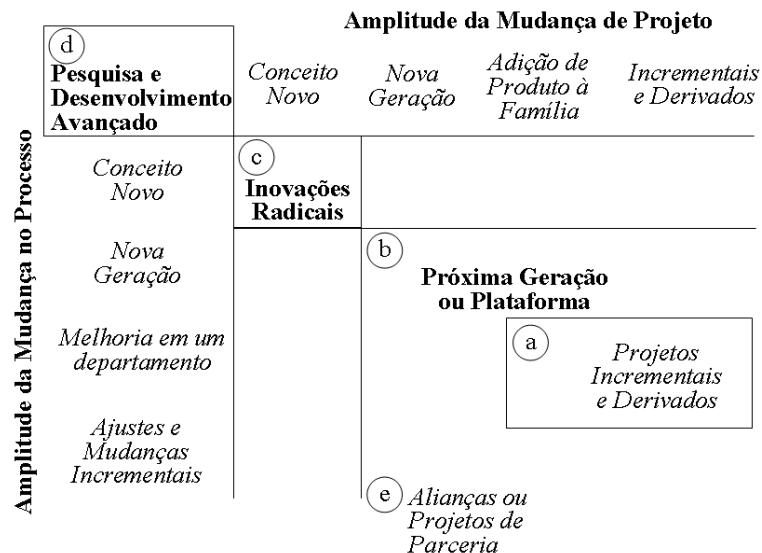 Amplitude da Mudança de Projeto
d
Pesquisa e
Desenvolvimento
Avançado
Conceito
Novo
Nova
Geração
Adição de
Produto à
Família
Incrementais
e Derivados
Amplitude da Mudança no Processo
Conceito
Novo
c
Inovações
Radicais
Nova
Geração
b
Próxima Geração
ou Plataforma
Melhoria em um
departamento
a
Projetos
Incrementais
e Derivados
Ajustes e
Mudanças
Incrementais
e
Alianças ou
Projetos de
Parceria